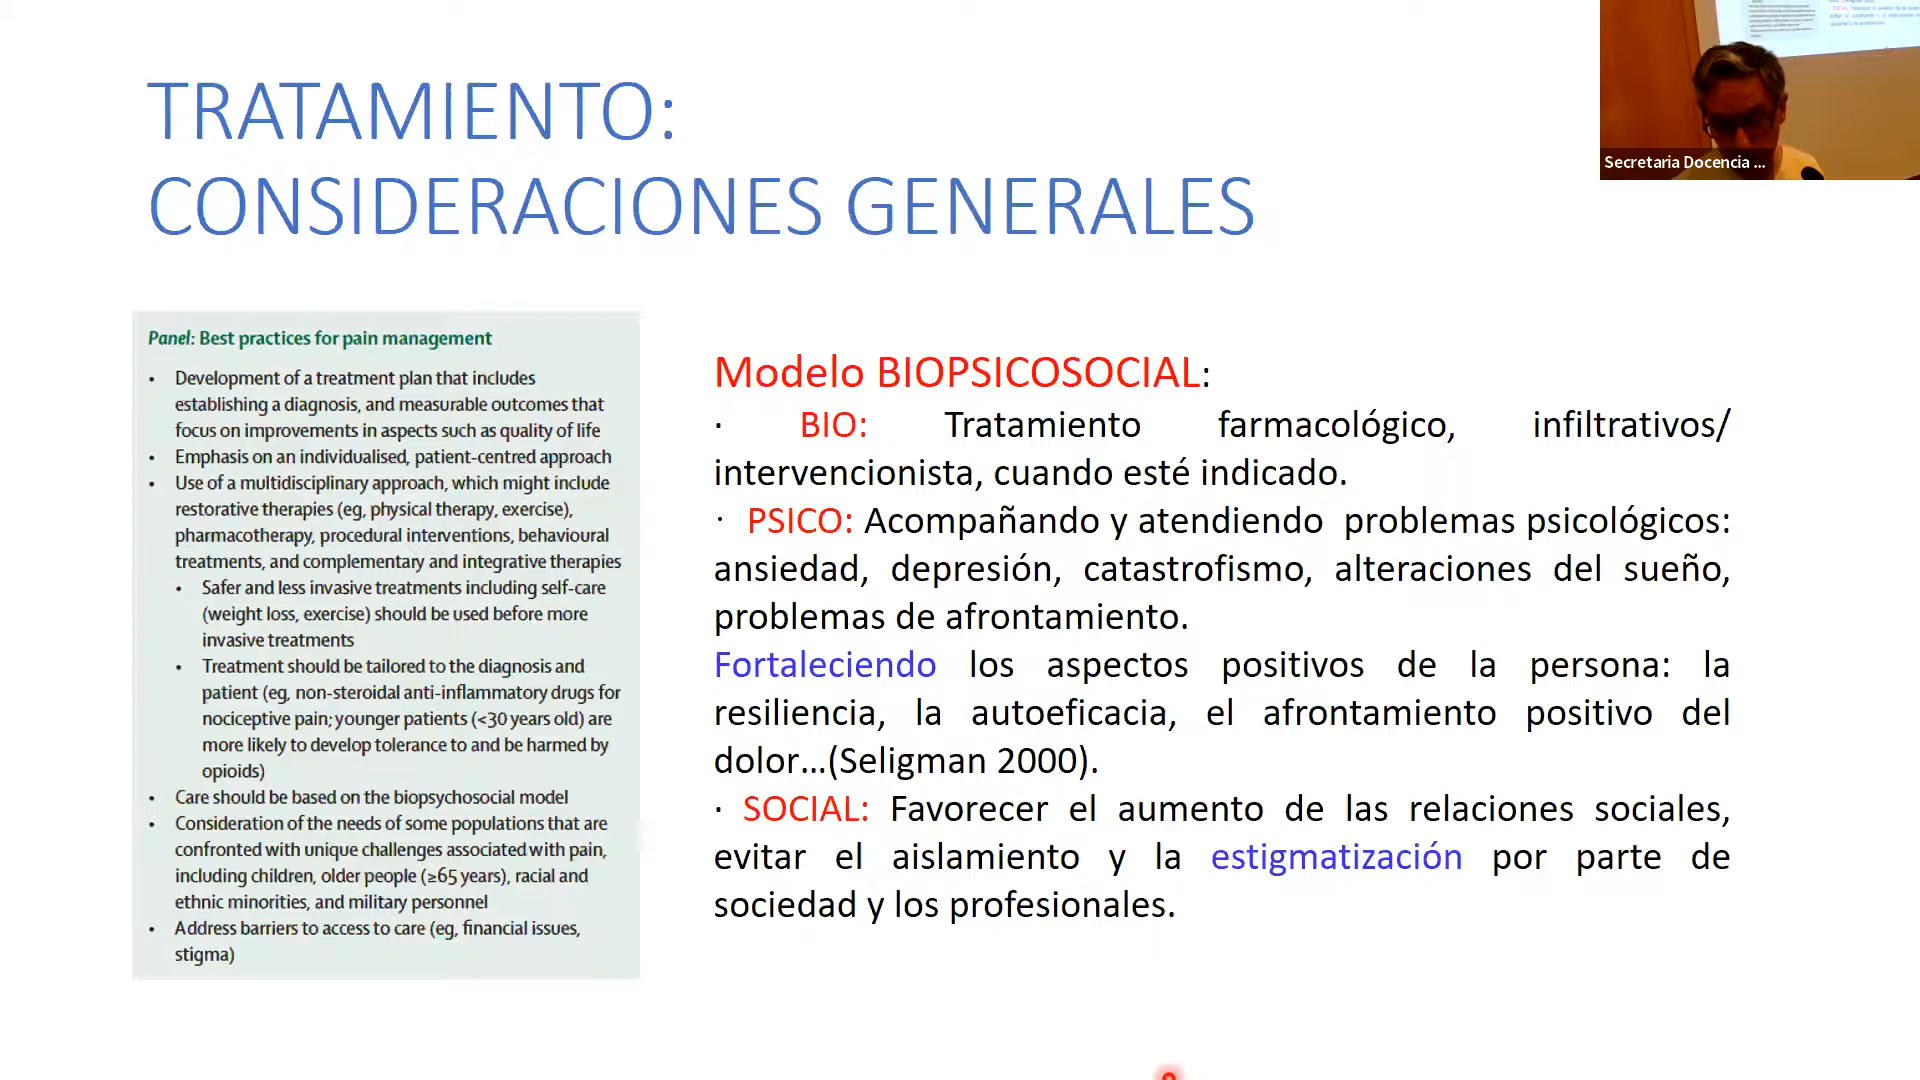 TRATAMIENTO:
CONSIDERACIONES GENERALES
Secretaria Docencia ...
Panel: Best practices for pain management
• Development of a treatment plan that includes
establishing a diagnosis, and measurable outcomes that
focus on improvements in aspects such as quality of life
• Emphasis on an individualised, patient-centred approach
• Use of a multidisciplinary approach, which might include
restorative therapies (eg, physical therapy, exercise),
pharmacotherapy, procedural interventions, behavioural
treatments, and complementary and integrative therapies
• Safer and less invasive treatments including self-care
(weight loss, exercise) should be used before more
invasive treatments
• Treatment should be tailored to the diagnosis and
patient (eg, non-steroidal anti-inflammatory drugs for
nociceptive pain; younger patients (<30 years old) are
more likely to develop tolerance to and be harmed by
opioids)
• Care should be based on the biopsychosocial model
• Consideration of the needs of some populations that are
confronted with unique challenges associated with pain,
including children, older people (≥65 years), racial and
ethnic minorities, and military personnel
• Address barriers to access to care (eg, financial issues,
stigma)
Modelo BIOPSICOSOCIAL:
· BIO: Tratamiento farmacológico, infiltrativos/
intervencionista, cuando esté indicado.
· PSICO: Acompañando y atendiendo problemas psicológicos:
ansiedad, depresión, catastrofismo, alteraciones del sueño,
problemas de afrontamiento.
Fortaleciendo los aspectos positivos de la persona: la
resiliencia, la autoeficacia, el afrontamiento positivo del
dolor...(Seligman 2000).
· SOCIAL: Favorecer el aumento de las relaciones sociales,
evitar el aislamiento y la estigmatización por parte de
sociedad y los profesionales.